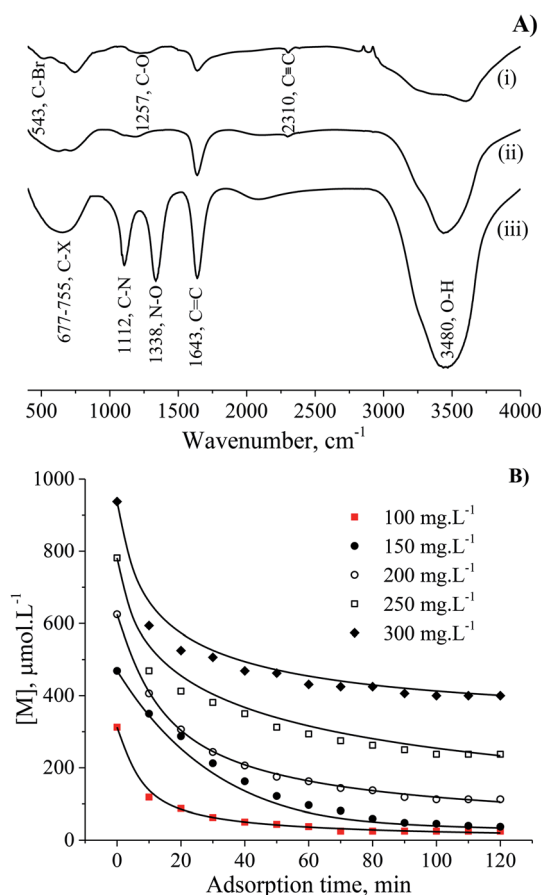 A)
543, C-Br
1257, C-O
2310, C≡C
(i)
(ii)
(iii)
677-755, C-X
1112, C-N
1338, N-O
1643, C=C
3480, O-H
500 1000 1500 2000 2500 3000 3500 4000
Wavenumber, cm-1
B)
1000
800
600
400
200
0
[M], µmol.L-1
100 mg.L-1
150 mg.L-1
200 mg.L-1
250 mg.L-1
300 mg.L-1
0 20 40 60 80 100 120
Adsorption time, min